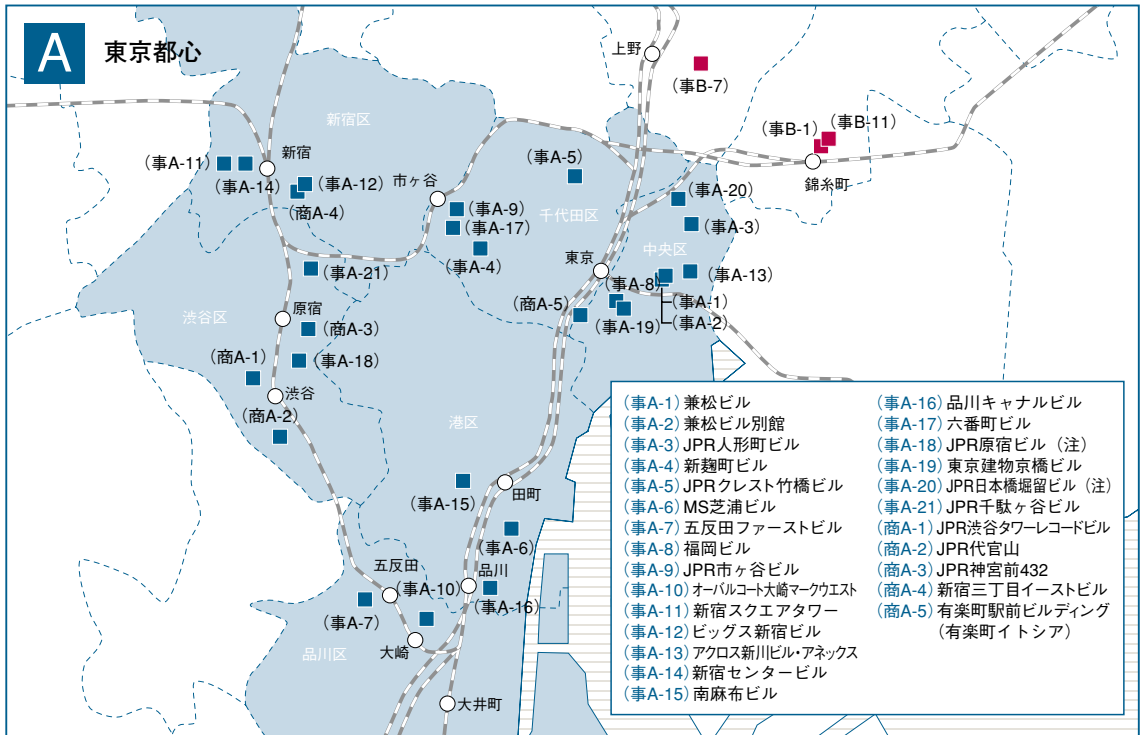 A 東京都心
上野
(事B-7)
(事B-1)
(事B-11)
錦糸町
新宿区
(事A-11)
新宿
(事A-14)
(事A-12)
(商A-4)
市ヶ谷
(事A-5)
(事A-9)
千代田区
(事A-17)
(事A-4)
(事A-20)
(事A-3)
中央区
東京
(事A-8)
(事A-13)
(事A-1)
(事A-2)
(商A-5)
(事A-19)
(事A-21)
原宿
渋谷区
(商A-3)
(商A-1)
(事A-18)
渋谷
(商A-2)
港区
(事A-15)
田町
(事A-6)
五反田
(事A-10)
品川
(事A-16)
(事A-7)
品川区
大崎
大井町
(事A-1)兼松ビル
(事A-2)兼松ビル別館
(事A-3)JPR人形町ビル
(事A-4)新麹町ビル
(事A-5)JPRクレスト竹橋ビル
(事A-6)MS芝浦ビル
(事A-7)五反田ファーストビル
(事A-8)福岡ビル
(事A-9)JPR市ヶ谷ビル
(事A-10)オーバルコート大崎マークウエスト
(事A-11)新宿スクエアタワー
(事A-12)ビッグス新宿ビル
(事A-13)アクロス新川ビル・アネックス
(事A-14)新宿センタービル
(事A-15)南麻布ビル
(事A-16)品川キャナルビル
(事A-17)六番町ビル
(事A-18)JPR原宿ビル(注)
(事A-19)東京建物京橋ビル
(事A-20)JPR日本橋堀留ビル(注)
(事A-21)JPR千駄ヶ谷ビル
(商A-1)JPR渋谷タワーレコードビル
(商A-2)JPR代官山
(商A-3)JPR神宮前432
(商A-4)新宿三丁目イーストビル
(商A-5)有楽町駅前ビルディング
(有楽町イトシア)